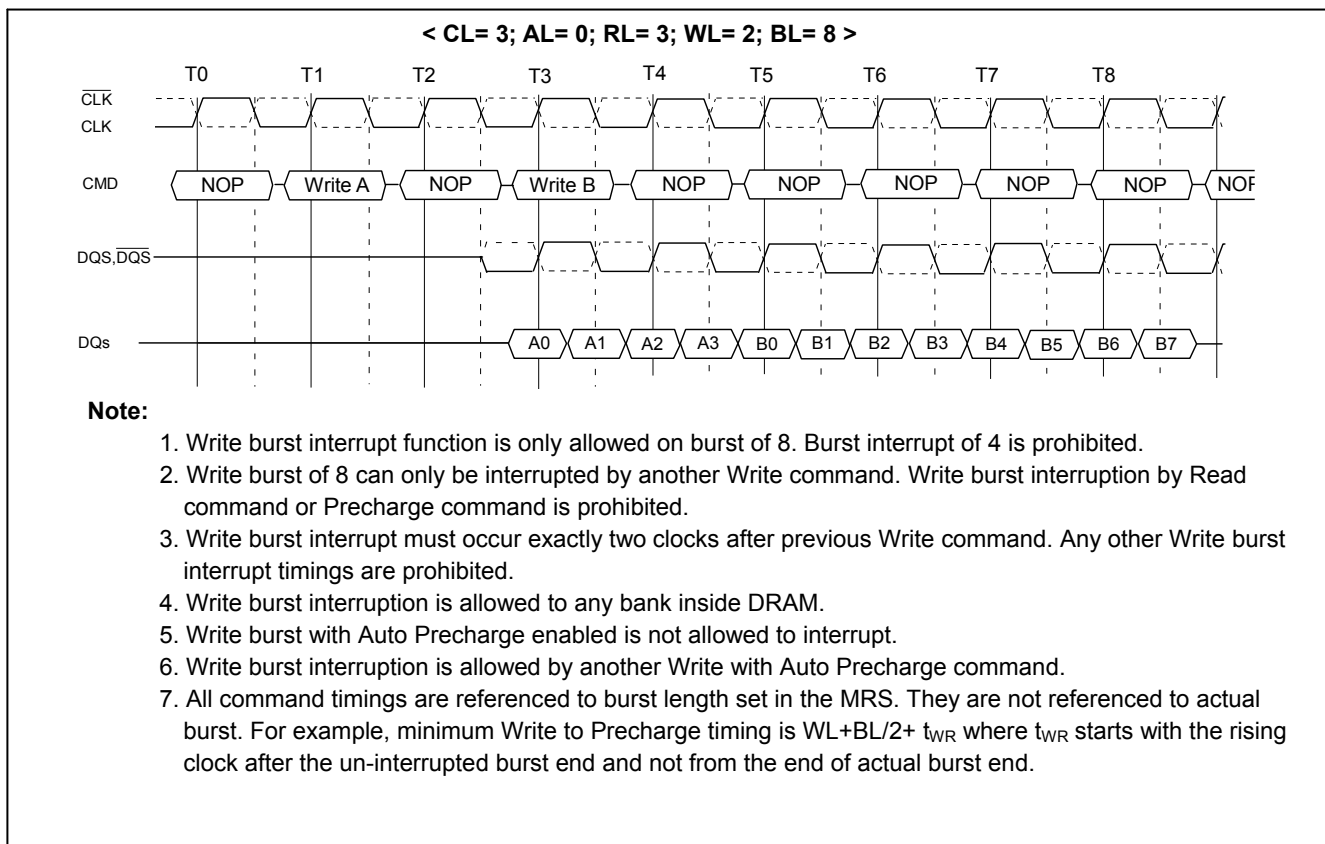 < CL= 3; AL= 0; RL= 3; WL= 2; BL= 8 >
T0 T1 T2 T3 T4 T5 T6 T7 T8
CLK
CLK
CMD NOP Write A NOP Write B NOP NOP NOP NOP NOP NOP
DQS,DQS
DQs A0 A1 A2 A3 B0 B1 B2 B3 B4 B5 B6 B7
Note:
1. Write burst interrupt function is only allowed on burst of 8. Burst interrupt of 4 is prohibited.
2. Write burst of 8 can only be interrupted by another Write command. Write burst interruption by Read
command or Precharge command is prohibited.
3. Write burst interrupt must occur exactly two clocks after previous Write command. Any other Write burst
interrupt timings are prohibited.
4. Write burst interruption is allowed to any bank inside DRAM.
5. Write burst with Auto Precharge enabled is not allowed to interrupt.
6. Write burst interruption is allowed by another Write with Auto Precharge command.
7. All command timings are referenced to burst length set in the MRS. They are not referenced to actual
burst. For example, minimum Write to Precharge timing is WL+BL/2+ tWR where tWR starts with the rising
clock after the un-interrupted burst end and not from the end of actual burst end.